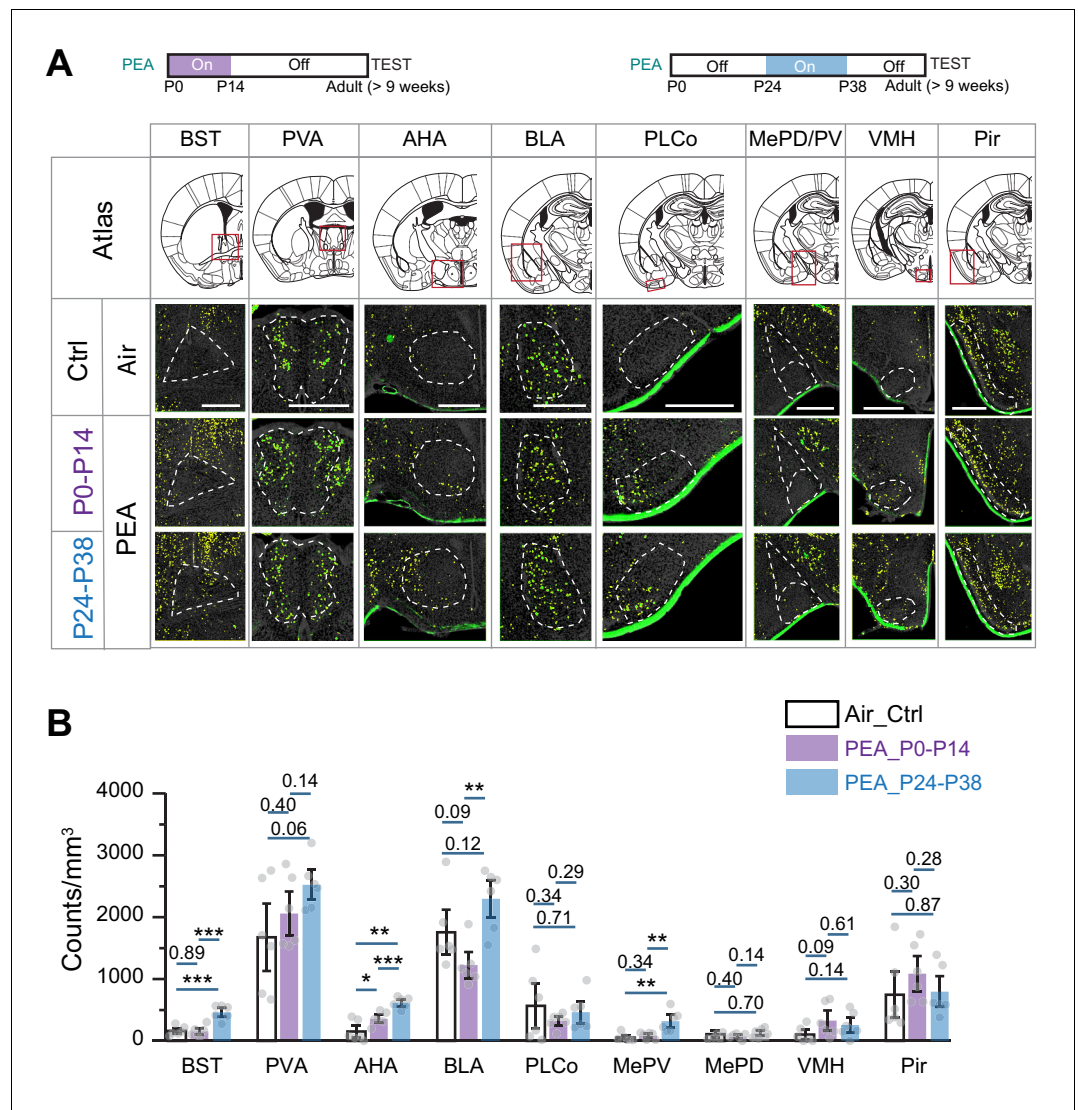 A
PEA On Off TEST
P0 P14 Adult (> 9 weeks)
PEA Off On Off TEST
P0 P24 P38 Adult (> 9 weeks)
BST PVA AHA BLA PLCo MePD/PV VMH Pir
Atlas
Ctrl Air
P0-P14
PEA
P24-P38
B
Air_Ctrl
PEA_P0-P14
PEA_P24-P38
Counts/mm³
4000
3000
2000
1000
0
0.89 *** ***
0.40 0.14 0.06
** *** *
0.09 ** 0.12
0.34 0.29 0.71
0.34 ** **
0.40 0.14 0.70
0.09 0.61 0.14
0.30 0.28 0.87
BST PVA AHA BLA PLCo MePV MePD VMH Pir